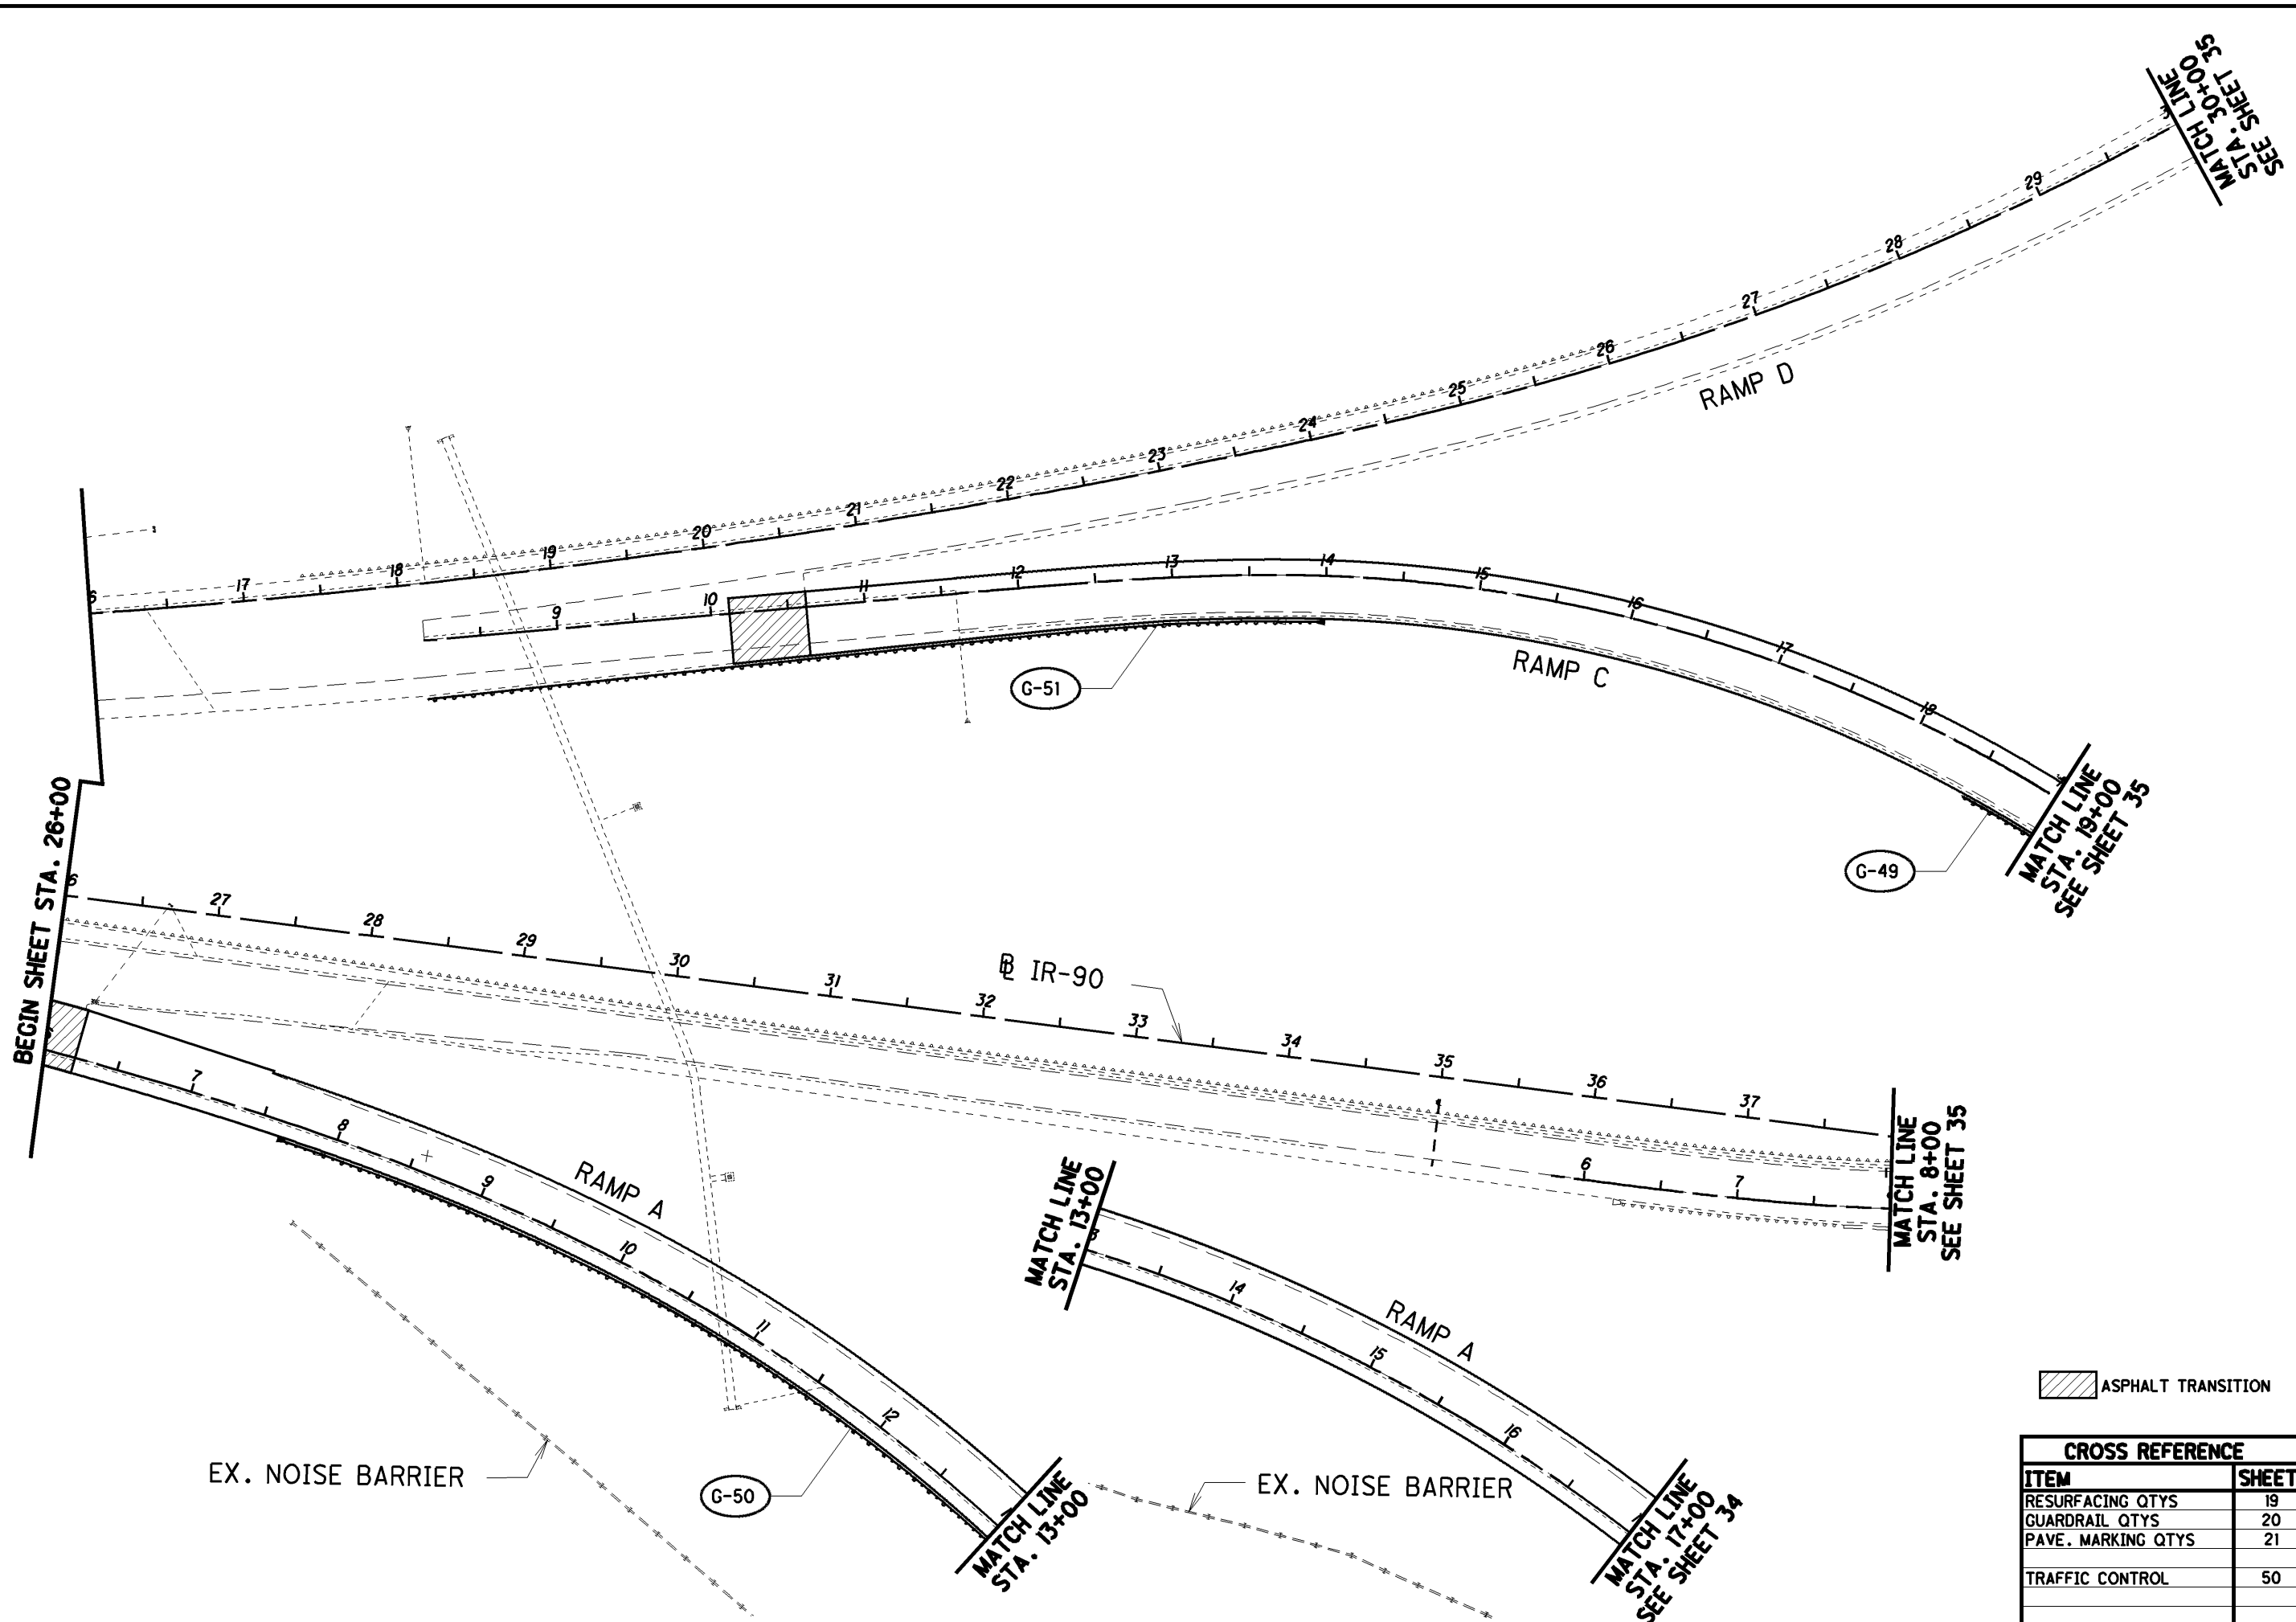 MATCH LINE
STA. 30+00
SEE SHEET 35
29
28
27
26
25
24
23
22
21
20
19
18
17
6
RAMP D
9
10
11
12
13
14
15
16
17
18
RAMP C
G-51
G-49
MATCH LINE
STA. 19+00
SEE SHEET 35
BEGIN SHEET STA. 26+00
6
27
28
29
30
31
32
33
34
35
36
37
BL IR-90
6
7
MATCH LINE
STA. 8+00
SEE SHEET 35
7
8
9
10
11
12
RAMP A
G-50
EX. NOISE BARRIER
MATCH LINE
STA. 13+00
MATCH LINE
STA. 13+00
3
14
15
16
RAMP A
EX. NOISE BARRIER
MATCH LINE
STA. 17+00
SEE SHEET 34
ASPHALT TRANSITION
CROSS REFERENCE
ITEM SHEET
RESURFACING QTYS 19
GUARDRAIL QTYS 20
PAVE. MARKING QTYS 21
TRAFFIC CONTROL 50